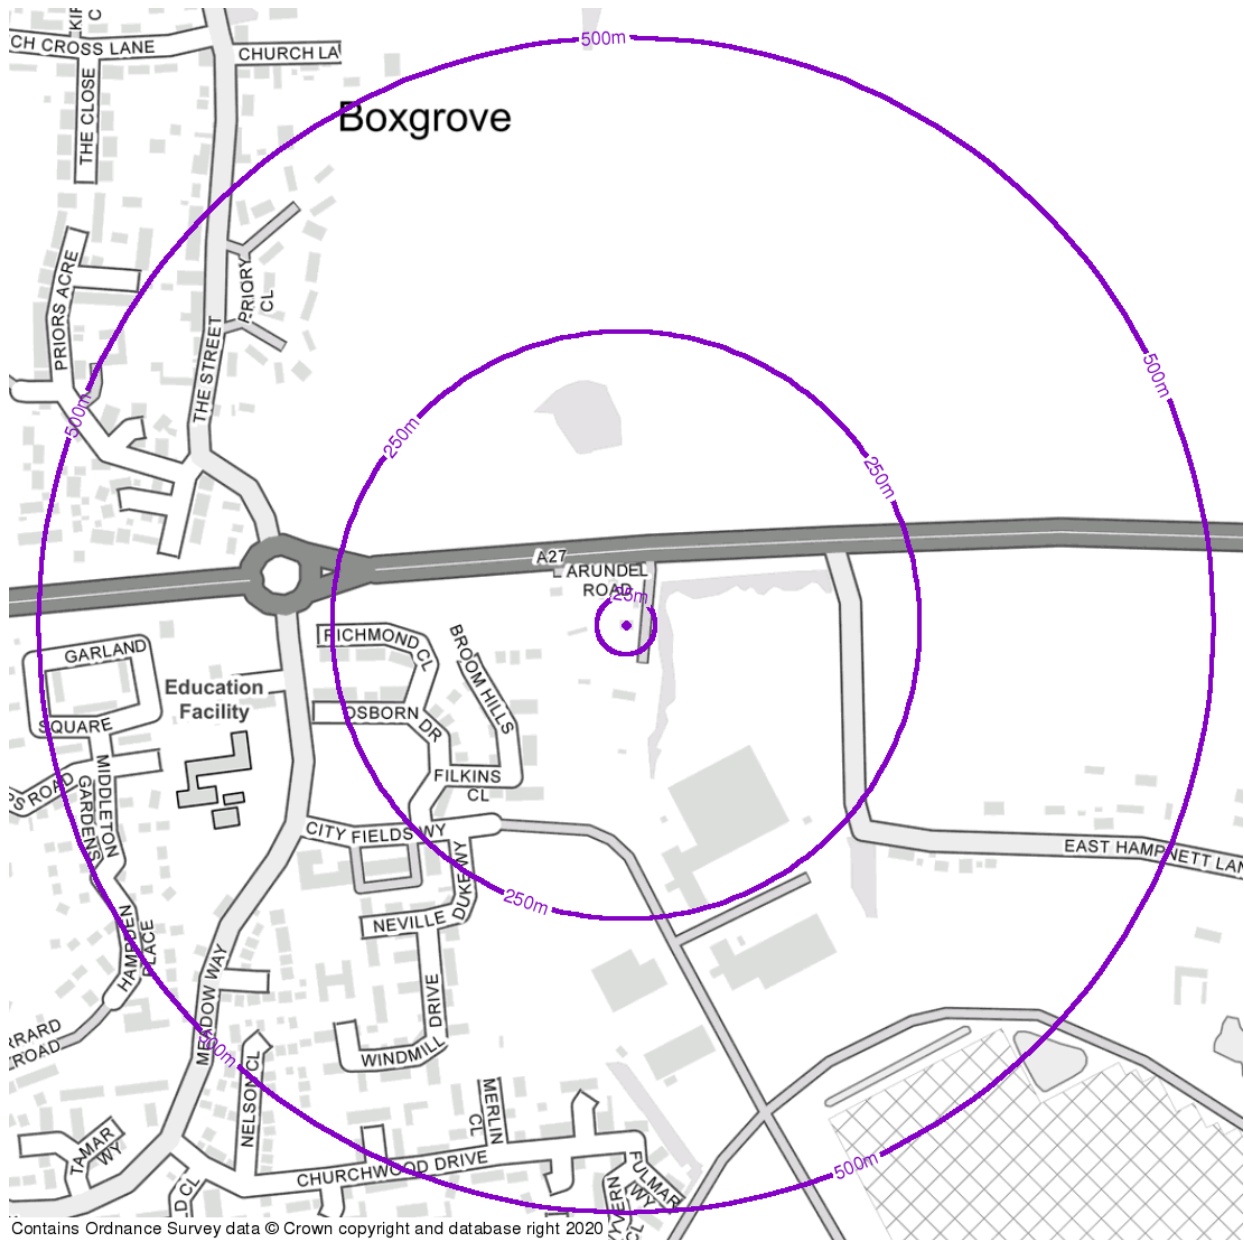 CH CROSS LANE
CHURCH LA
THE CLOSE
Boxgrove
500m
PRIORS ACRE
PRIORY
CL
THE STREET
500m
500m
250m
250m
A27
ARUNDEL
ROAD
25m
GARLAND
SQUARE
Education
Facility
RICHMOND CL
BROOM HILLS
OSBORN DR
FILKINS
CL
MIDDLETON
GARDENS
CITY FIELDS WY
DUKE WY
250m
NEVILLE
EAST HAMPNETT LAN
HAMPDEN
PLACE
MEADOW WAY
DRIVE
WINDMILL
RRARD
ROAD
500m
NELSON CL
MERLIN
CL
TAMAR
WY
CHURCHWOOD DRIVE
FULMAR
WY
500m
CL
Contains Ordnance Survey data © Crown copyright and database right 2020